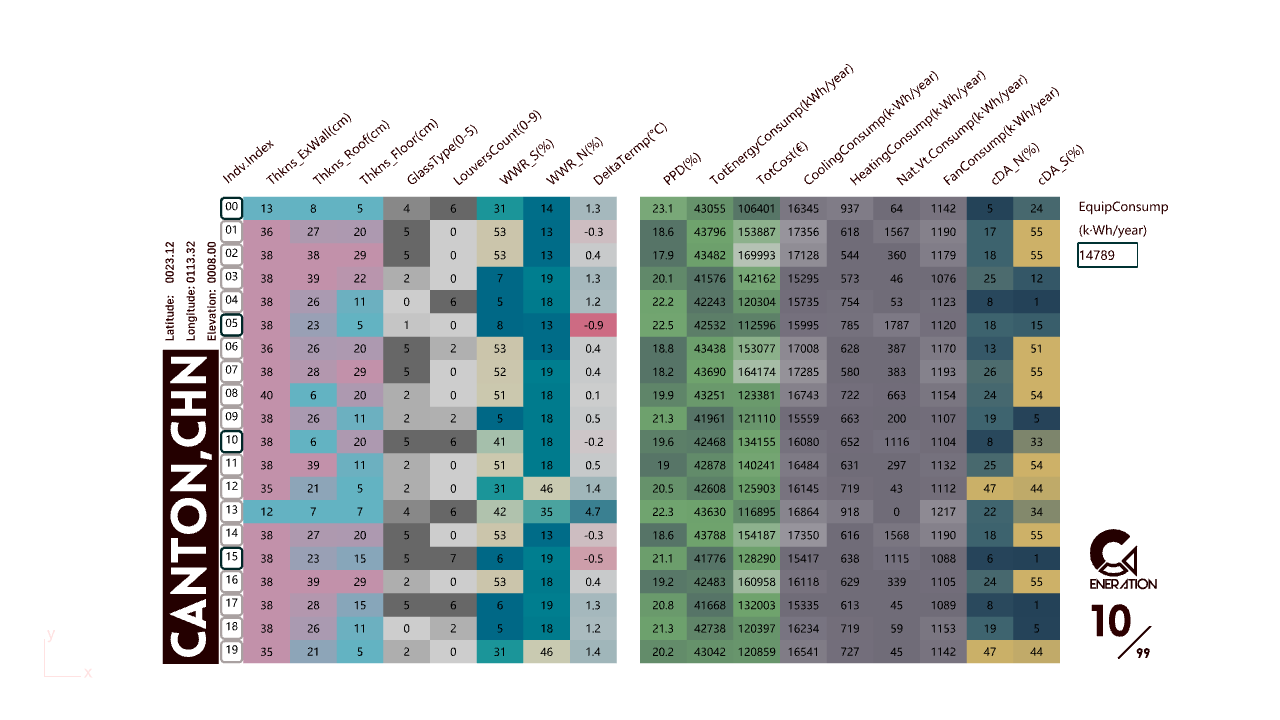 Indv.Index Thkns_ExWall(cm) Thkns_Roof(cm) Thkns_Floor(cm) GlassType(0-5) LouversCount(0-9) WWR_S(%) WWR_N(%) DeltaTermp(°C) PPD(%) TotEnergyConsump(kWh/year) TotCost(€) CoolingConsump(k·Wh/year) HeatingConsump(k·Wh/year) Nat.Vt.Consump(k·Wh/year) FanConsump(k·Wh/year) cDA_N(%) cDA_S(%)
00 13 8 5 4 6 31 14 1.3 23.1 43055 106401 16345 937 64 1142 5 24
01 36 27 20 5 0 53 13 -0.3 18.6 43796 153887 17356 618 1567 1190 17 55
02 38 38 29 5 0 53 13 0.4 17.9 43482 169993 17128 544 360 1179 18 55
03 38 39 22 2 0 7 19 1.3 20.1 41576 142162 15295 573 46 1076 25 12
04 38 26 11 0 6 5 18 1.2 22.2 42243 120304 15735 754 53 1123 8 1
05 38 23 5 1 0 8 13 -0.9 22.5 42532 112596 15995 785 1787 1120 18 15
06 36 26 20 5 2 53 13 0.4 18.8 43438 153077 17008 628 387 1170 13 51
07 38 28 29 5 0 52 19 0.4 18.2 43690 164174 17285 580 383 1193 26 55
08 40 6 20 2 0 51 18 0.1 19.9 43251 123381 16743 722 663 1154 24 54
09 38 26 11 2 2 5 18 0.5 21.3 41961 121110 15559 663 200 1107 19 5
10 38 6 20 5 6 41 18 -0.2 19.6 42468 134155 16080 652 1116 1104 8 33
11 38 39 11 2 0 51 18 0.5 19 42878 140241 16484 631 297 1132 25 54
12 35 21 5 2 0 31 46 1.4 20.5 42608 125903 16145 719 43 1112 47 44
13 12 7 7 4 6 42 35 4.7 22.3 43630 116895 16864 918 0 1217 22 34
14 38 27 20 5 0 53 13 -0.3 18.6 43788 154187 17350 616 1568 1190 18 55
15 38 23 15 5 7 6 19 -0.5 21.1 41776 128290 15417 638 1115 1088 6 1
16 38 39 29 2 0 53 18 0.4 19.2 42483 160958 16118 629 339 1105 24 55
17 38 28 15 5 6 6 19 1.3 20.8 41668 132003 15335 613 45 1089 8 1
18 38 26 11 0 2 5 18 1.2 21.3 42738 120397 16234 719 59 1153 19 5
19 35 21 5 2 0 31 46 1.4 20.2 43042 120859 16541 727 45 1142 47 44
Latitude: 0023.12
Longitude: 0113.32
Elevation: 0008.00
CANTON,CHN
EquipConsump
(k·Wh/year)
14789
ENERATION
10/99
y
x